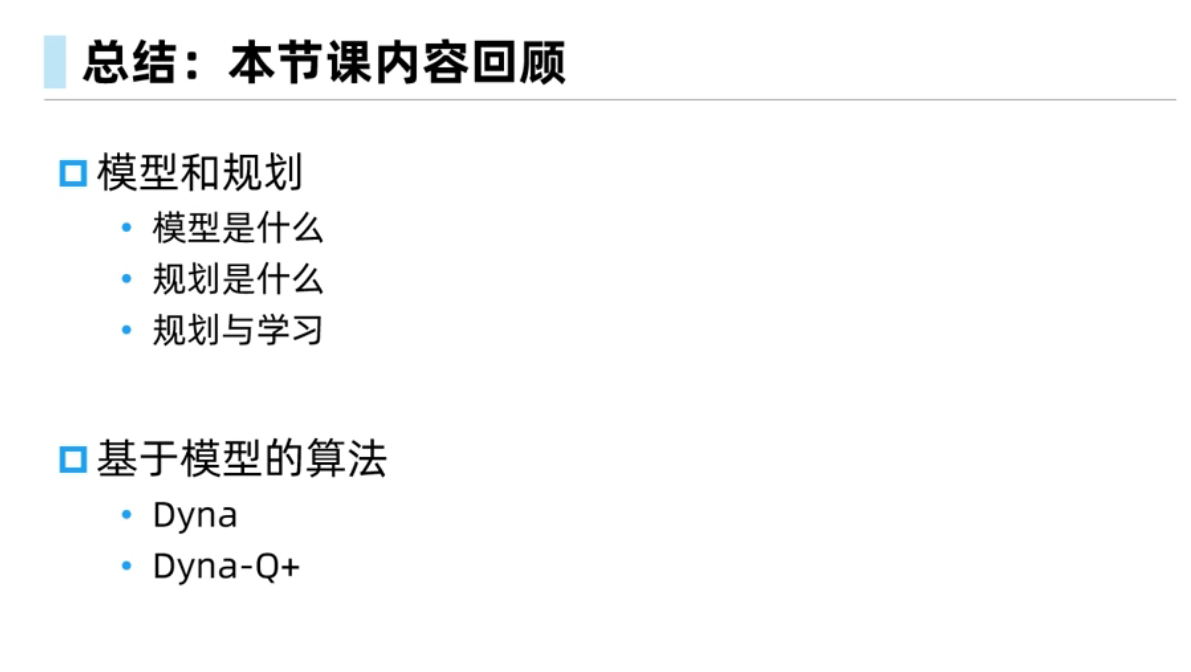 总结：本节课内容回顾
模型和规划
• 模型是什么
• 规划是什么
• 规划与学习
基于模型的算法
• Dyna
• Dyna-Q+